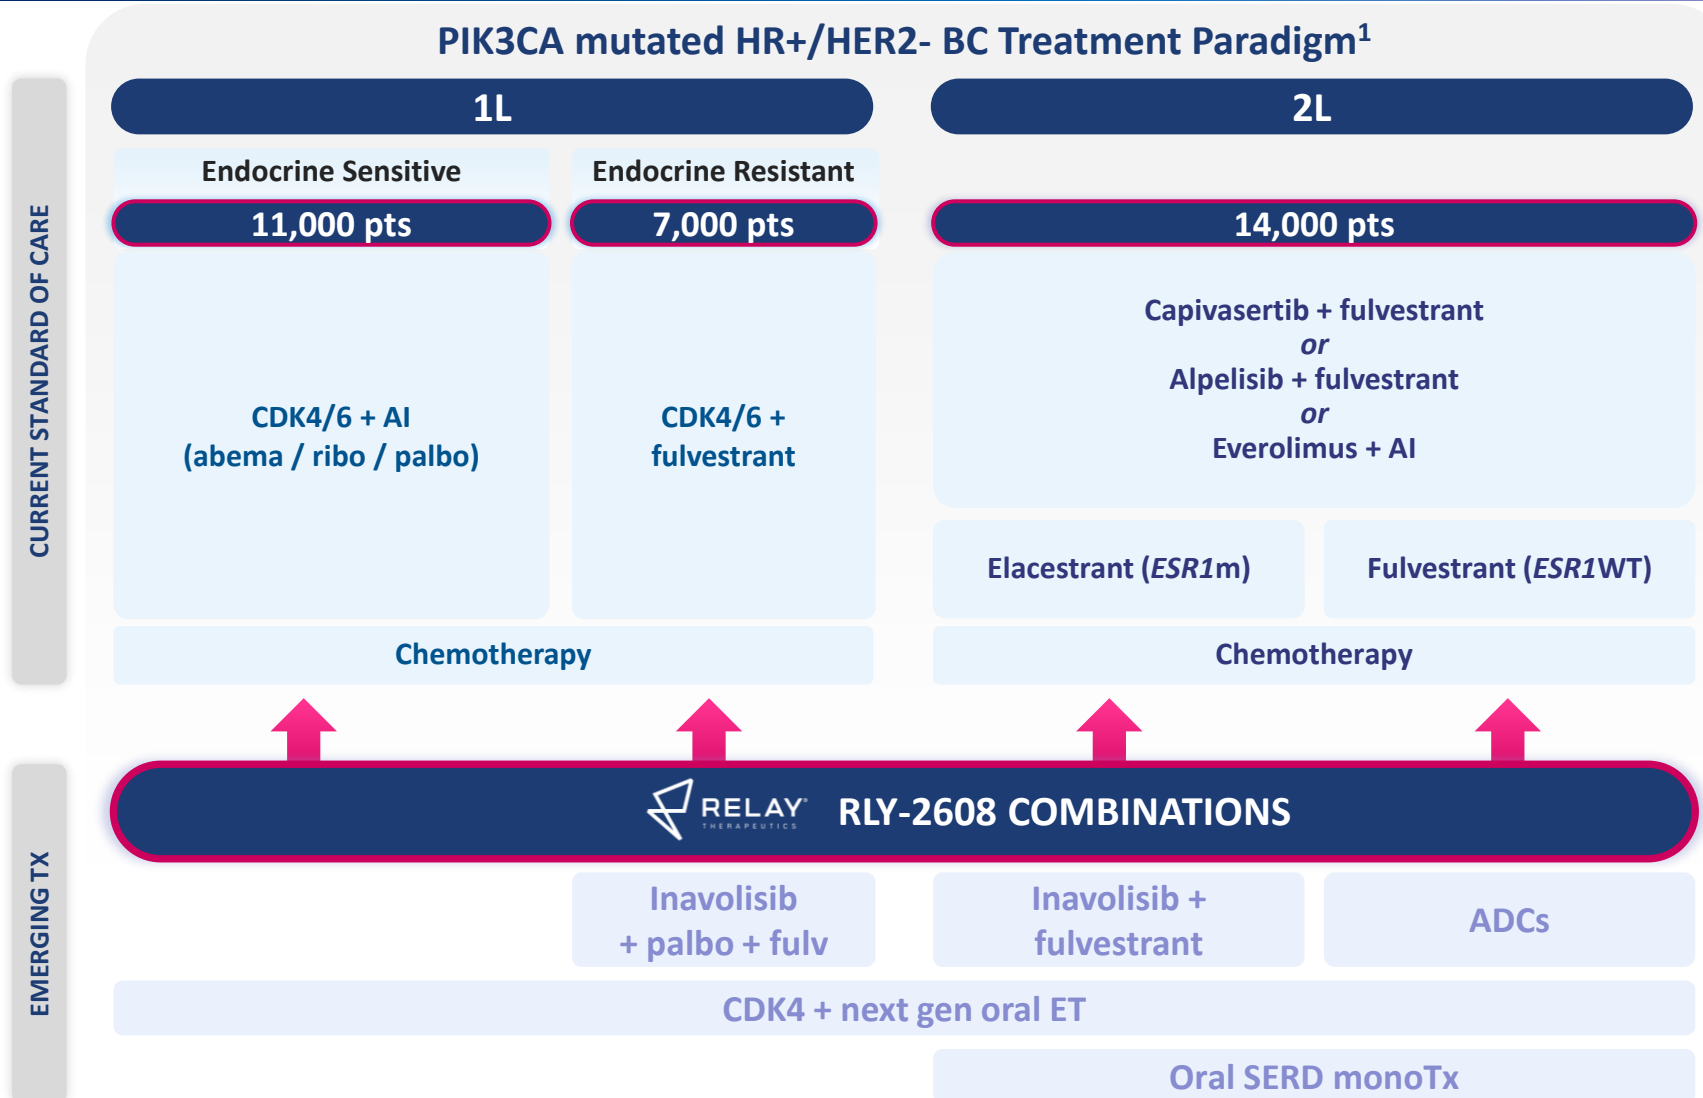 PIK3CA mutated HR+/HER2- BC Treatment Paradigm¹
CURRENT STANDARD OF CARE
1L
2L
Endocrine Sensitive
Endocrine Resistant
11,000 pts
7,000 pts
14,000 pts
CDK4/6 + AI
(abema / ribo / palbo)
CDK4/6 +
fulvestrant
Capivasertib + fulvestrant
or
Alpelisib + fulvestrant
or
Everolimus + AI
Elacestrant (ESR1m)
Fulvestrant (ESR1WT)
Chemotherapy
Chemotherapy
EMERGING TX
RELAY
THERAPEUTICS
RLY-2608 COMBINATIONS
Inavolisib
+ palbo + fulv
Inavolisib +
fulvestrant
ADCs
CDK4 + next gen oral ET
Oral SERD monoTx